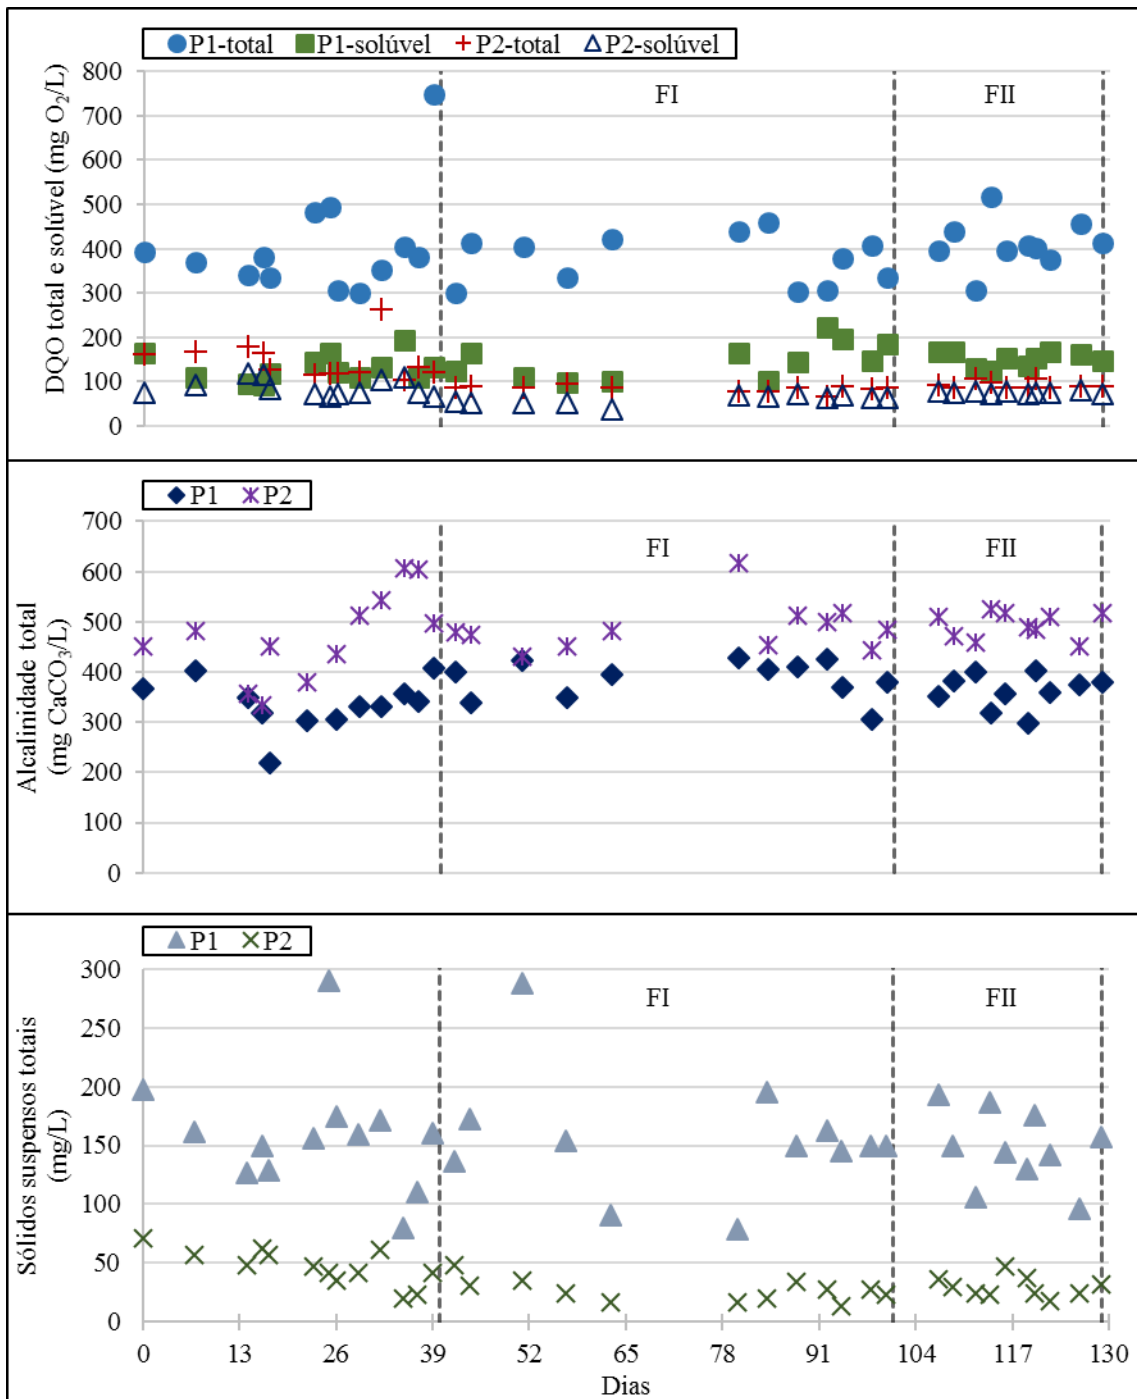 P1-total P1-solúvel P2-total P2-solúvel
DQO total e solúvel (mg O₂/L)
800
700
600
500
400
300
200
100
0
FI
FII
P1 P2
Alcalinidade total
(mg CaCO₃/L)
700
600
500
400
300
200
100
0
FI
FII
P1 P2
Sólidos suspensos totais
(mg/L)
300
250
200
150
100
50
0
FI
FII
0 13 26 39 52 65 78 91 104 117 130
Dias